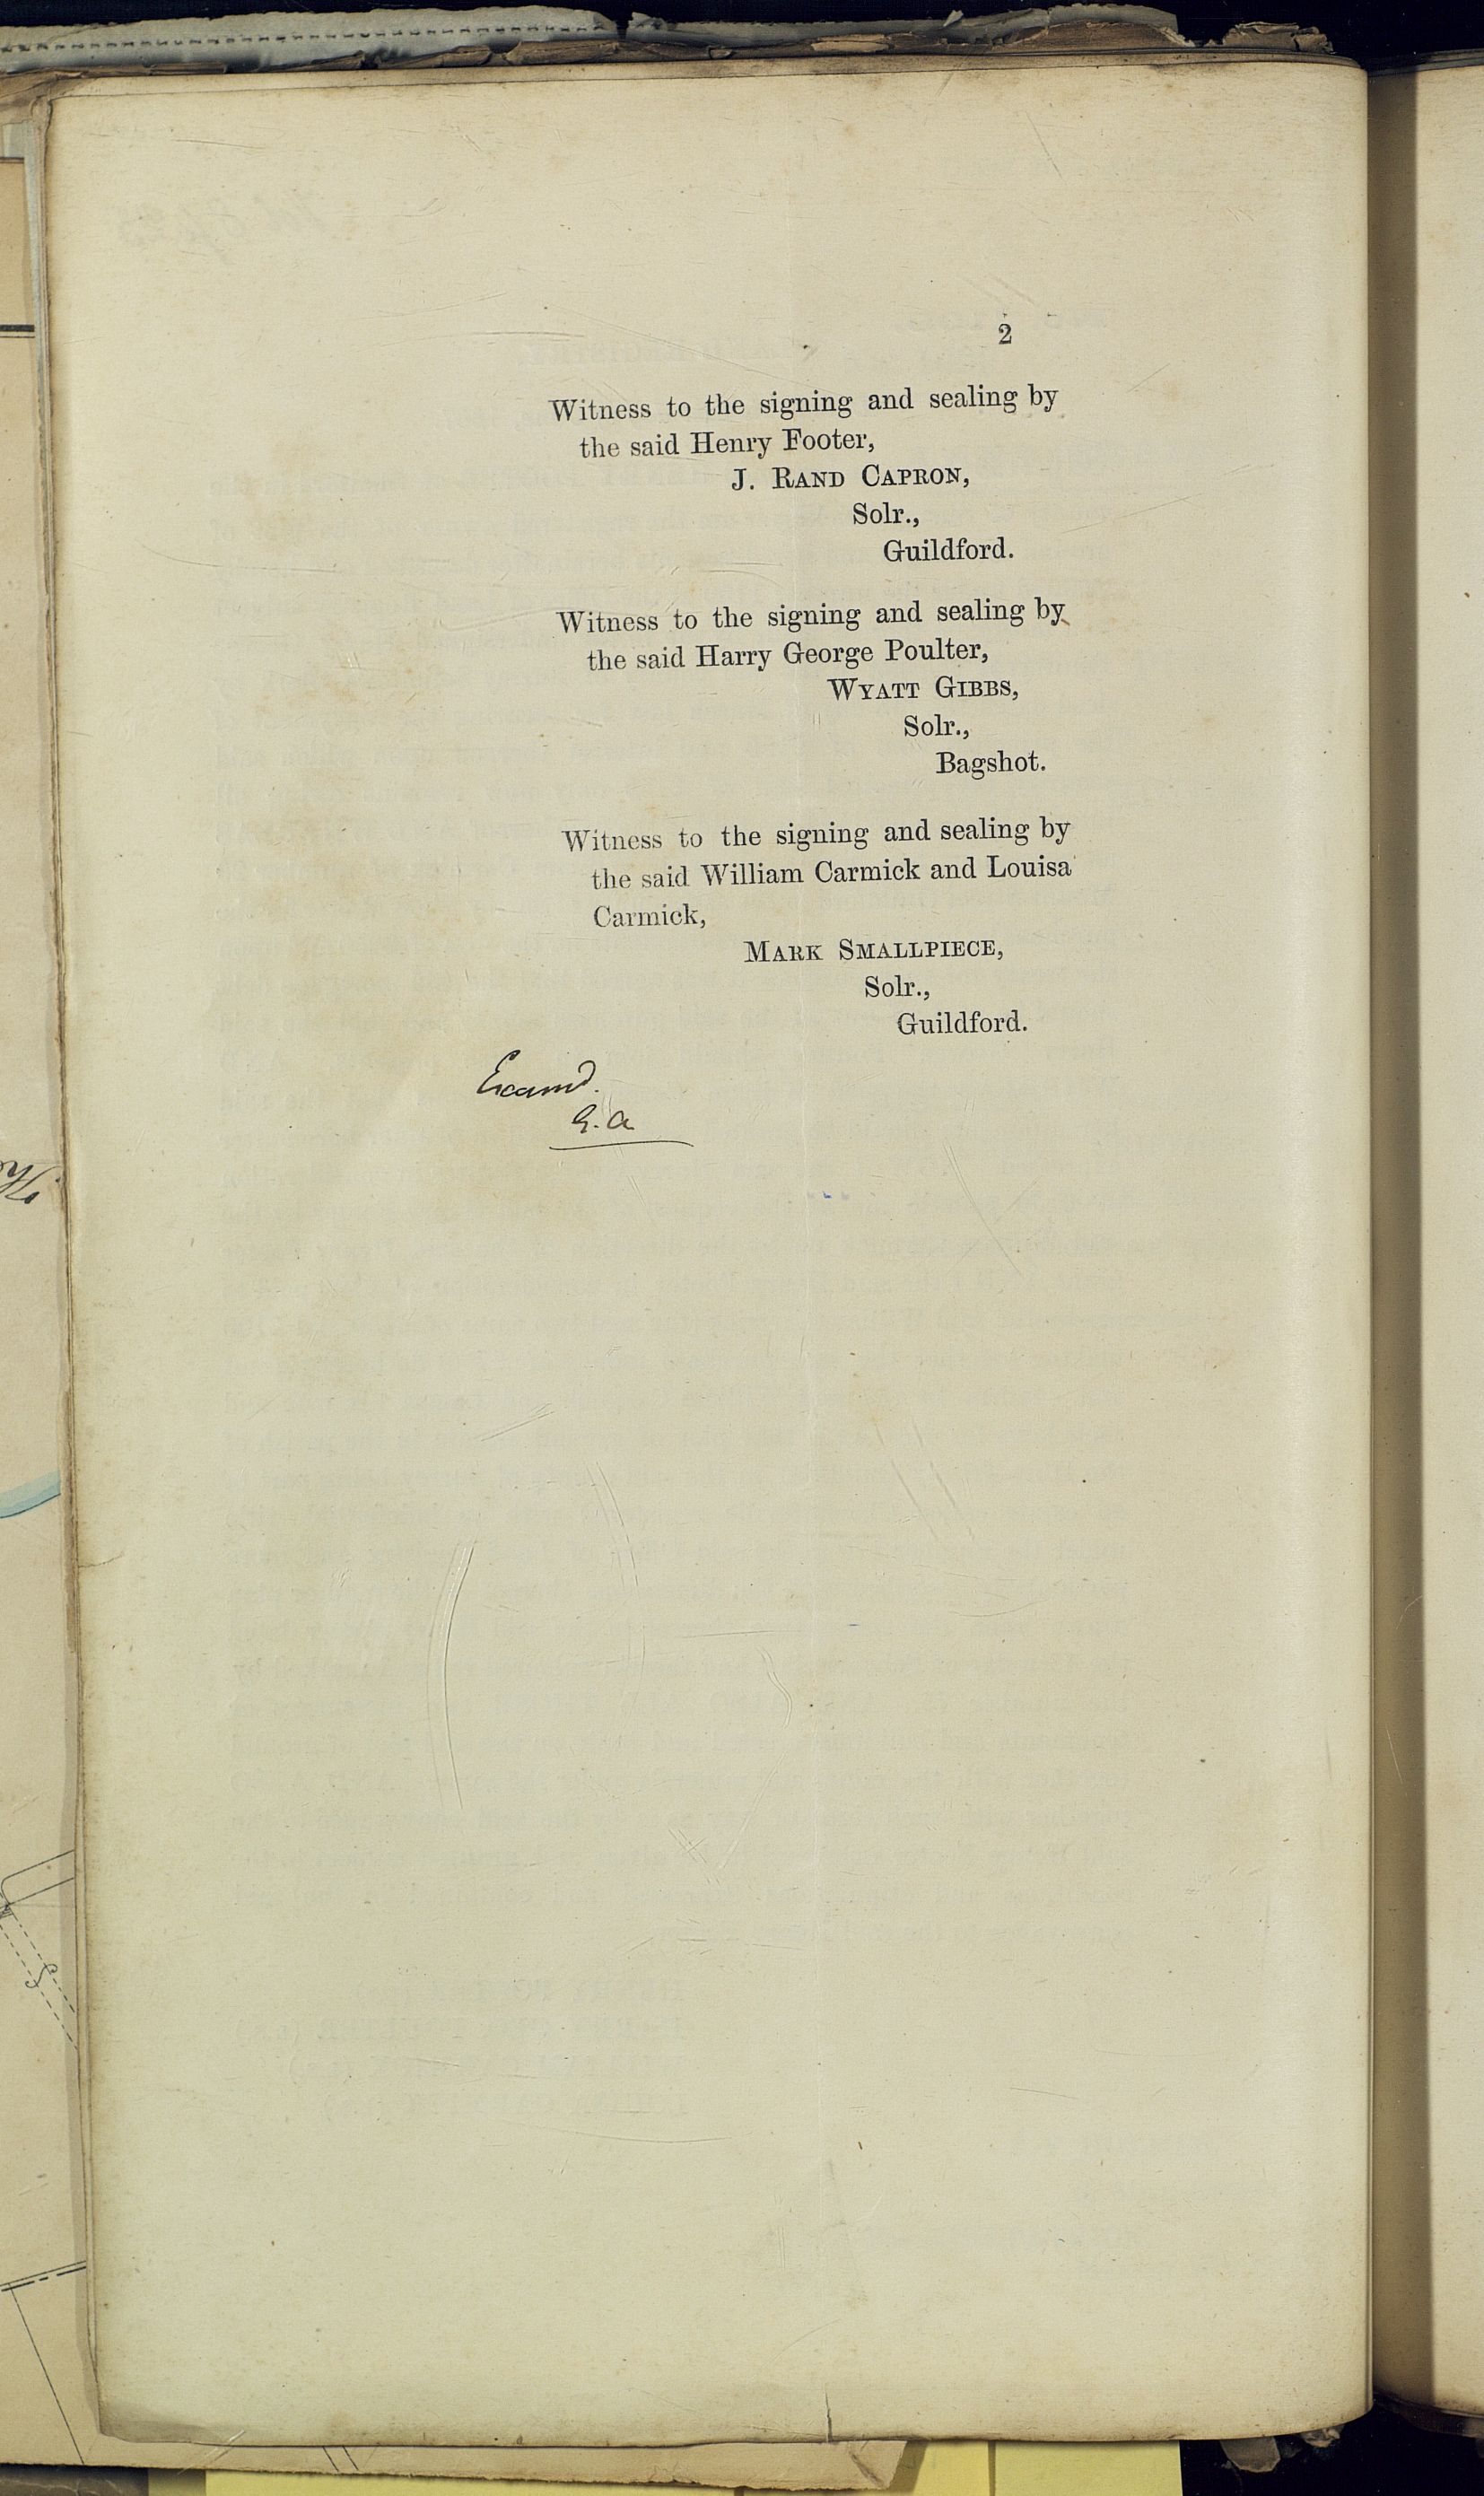 2
Witness to the signing and sealing by
the said Henry Footer,
J. RAND CAPRON,
Solr.,
Guildford.
Witness to the signing and sealing by
the said Harry George Poulter,
WYATT GIBBS,
Solr.,
Bagshot.
Witness to the signing and sealing by
the said William Carmick and Louisa
Carmick,
MARK SMALLPIECE,
Solr.,
Guildford.
Examd.